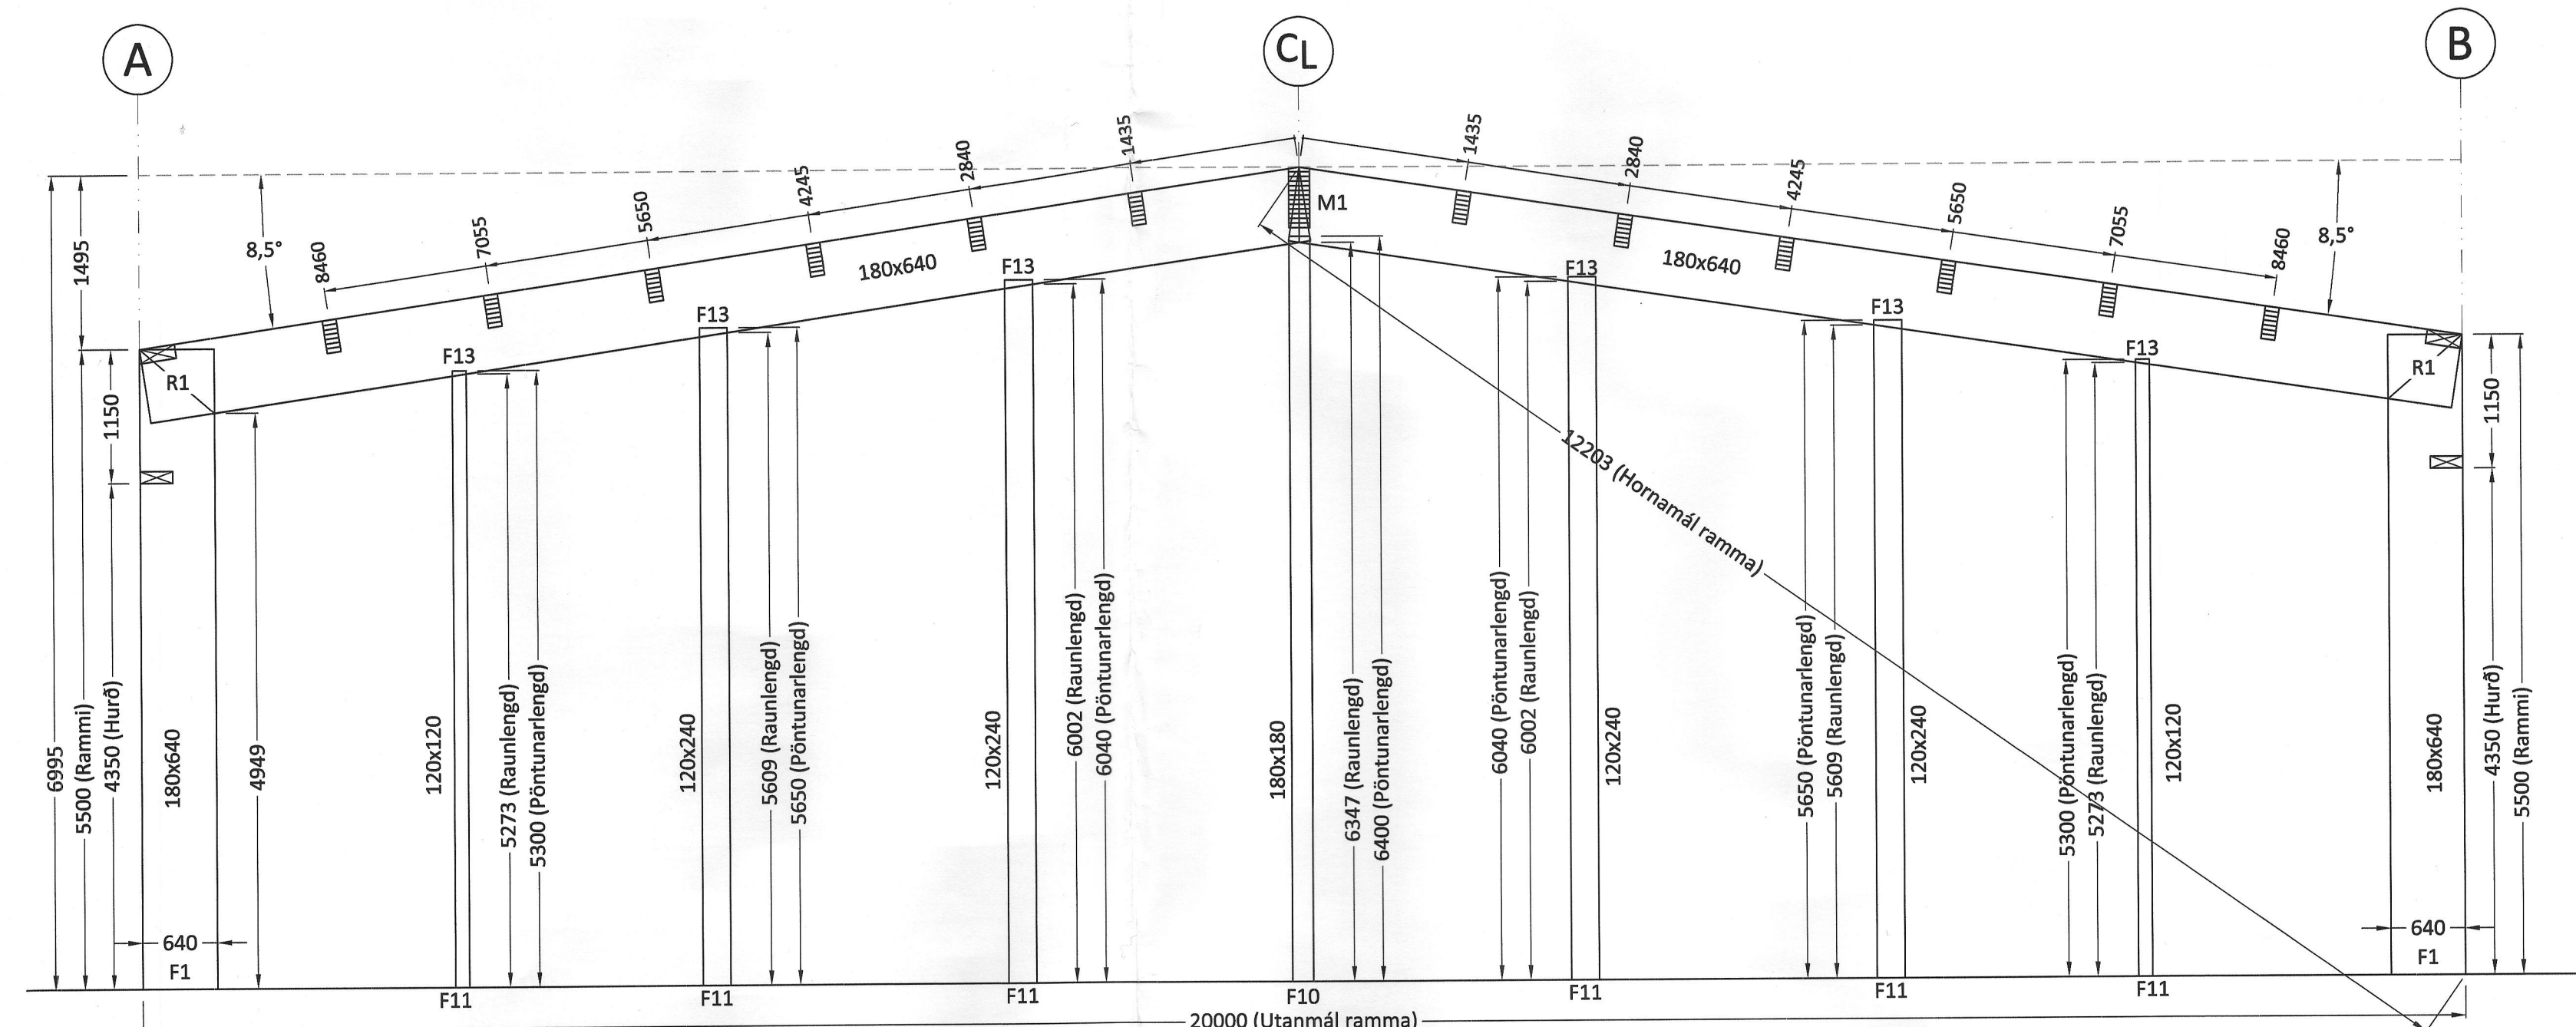 A
CL
B
1435
1435
2840
2840
4245
4245
5650
5650
7055
7055
8460
8460
8,5°
8,5°
1495
M1
180x640
180x640
F13
F13
F13
F13
F13
F13
R1
R1
1150
1150
12203 (Hornamál ramma)
6995
5500 (Rammi)
4350 (Hurð)
180x640
4949
120x120
5273 (Raunlengd)
5300 (Pöntunarlengd)
120x240
5609 (Raunlengd)
5650 (Pöntunarlengd)
120x240
6002 (Raunlengd)
6040 (Pöntunarlengd)
180x180
6347 (Raunlengd)
6400 (Pöntunarlengd)
6040 (Pöntunarlengd)
6002 (Raunlengd)
120x240
5650 (Pöntunarlengd)
5609 (Raunlengd)
120x240
5300 (Pöntunarlengd)
5273 (Raunlengd)
120x120
180x640
4350 (Hurð)
5500 (Rammi)
640
640
F1
F1
F11
F11
F11
F10
F11
F11
F11
20000 (Utanmál ramma)